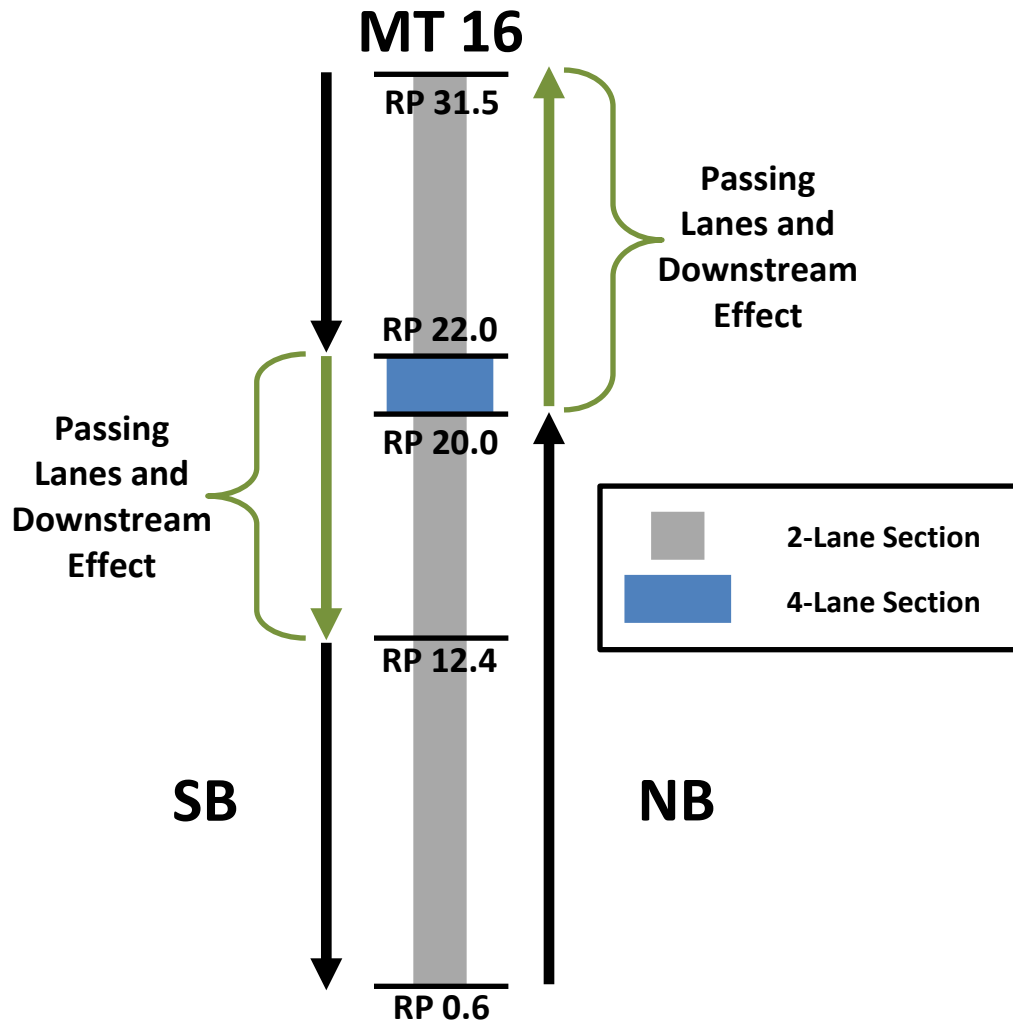 MT 16
RP 31.5
Passing
Lanes and
Downstream
Effect
RP 22.0
RP 20.0
Passing
Lanes and
Downstream
Effect
2-Lane Section
4-Lane Section
RP 12.4
SB
NB
RP 0.6